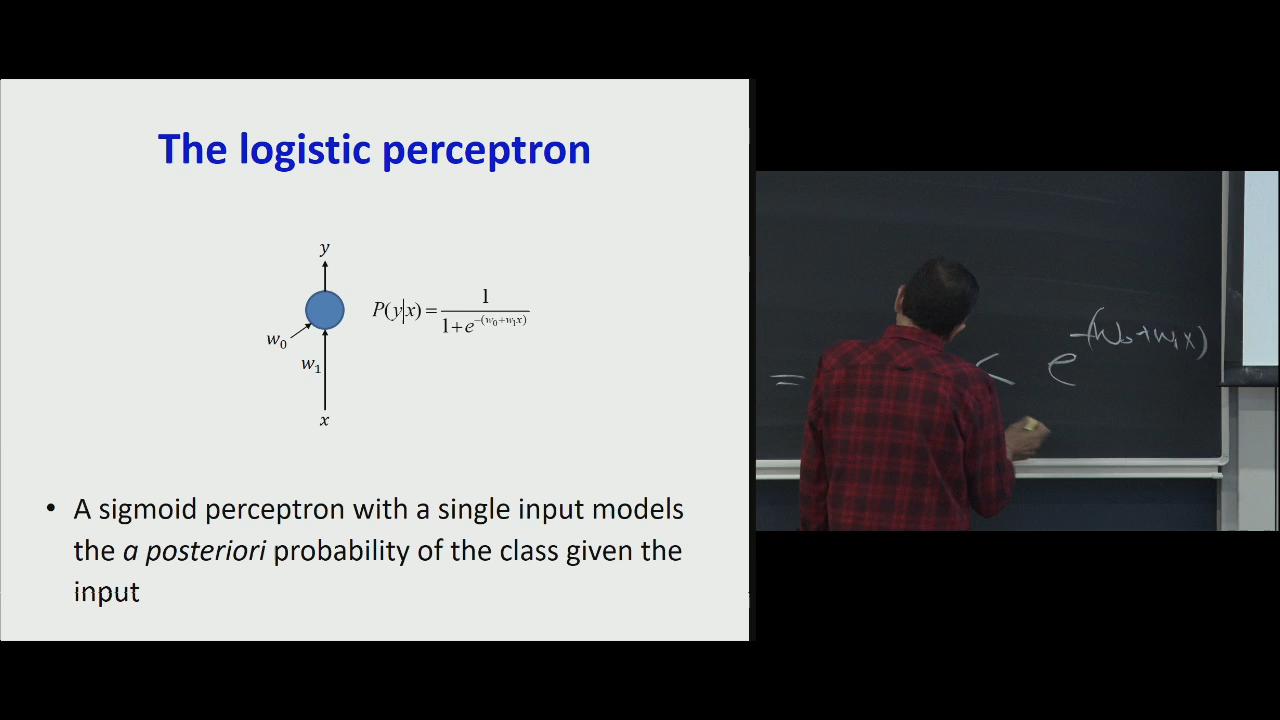 The logistic perceptron
y
P(y|x) = 1 / (1+e^{-(w₀+w₁x)})
w₀
w₁
x
• A sigmoid perceptron with a single input models
the a posteriori probability of the class given the
input
= < e^{-(w₀+w₁x)}